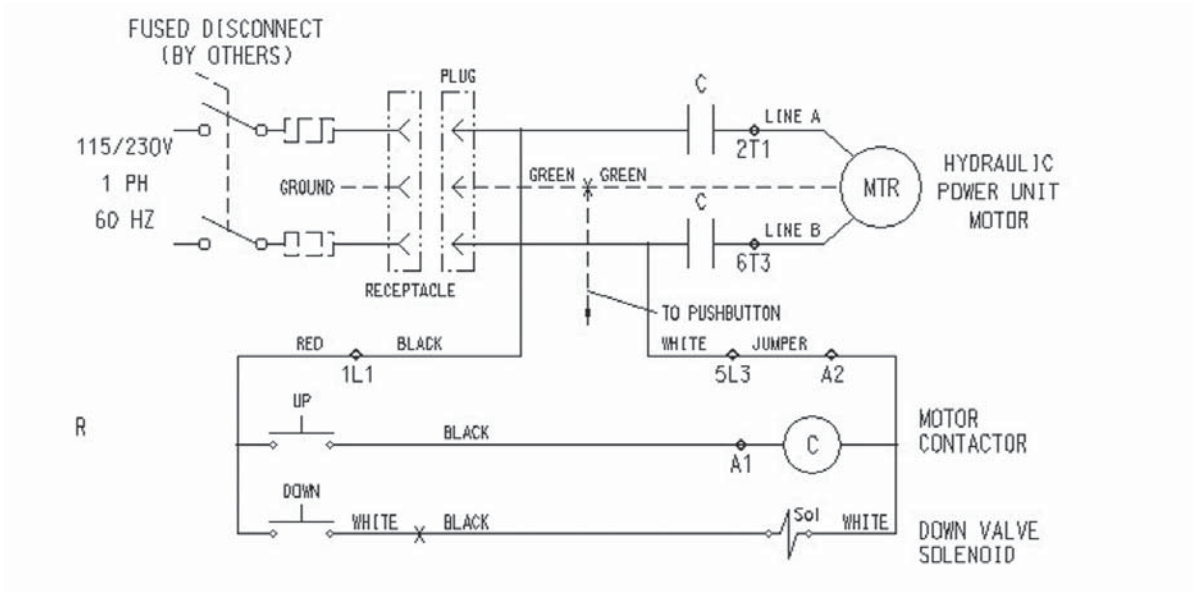 FUSED DISCONNECT
(BY OTHERS)
PLUG
C
LINE A
115/230V
1 PH
60 HZ
2T1
GROUND
GREEN
GREEN
MTR
HYDRAULIC
POWER UNIT
MOTOR
C
LINE B
6T3
RECEPTACLE
TO PUSHBUTTON
RED
BLACK
WHITE
JUMPER
1L1
5L3
A2
UP
R
BLACK
A1
C
MOTOR
CONTACTOR
DOWN
WHITE
BLACK
Sol
WHITE
DOWN VALVE
SOLENOID